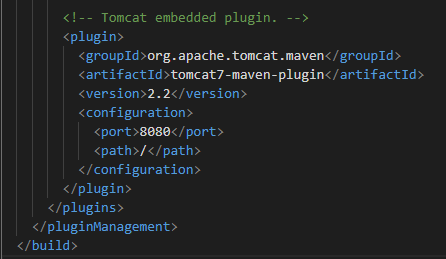 <!-- Tomcat embedded plugin. -->
<plugin>
<groupId>org.apache.tomcat.maven</groupId>
<artifactId>tomcat7-maven-plugin</artifactId>
<version>2.2</version>
<configuration>
<port>8080</port>
<path>/</path>
</configuration>
</plugin>
</plugins>
</pluginManagement>
</build>